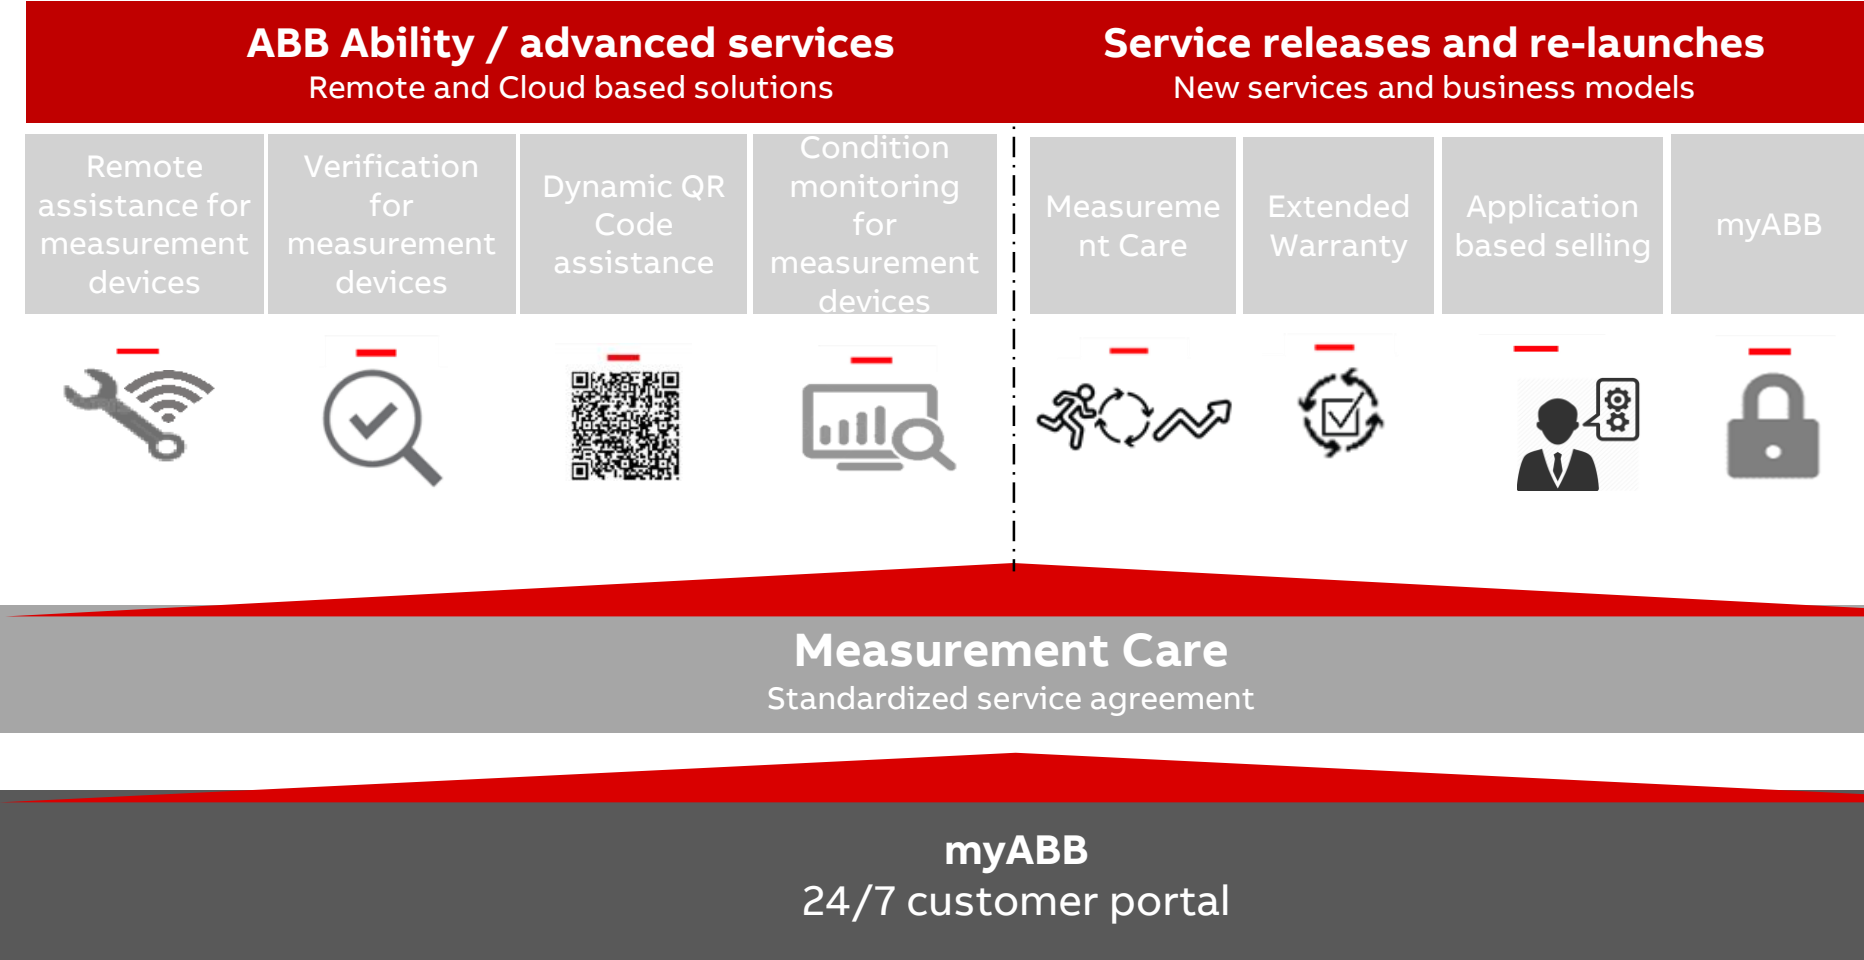 ABB Ability / advanced services
Remote and Cloud based solutions
Service releases and re-launches
New services and business models
Remote
assistance for
measurement
devices
Verification
for
measurement
devices
Dynamic QR
Code
assistance
Condition
monitoring
for
measurement
devices
Measureme
nt Care
Extended
Warranty
Application
based selling
myABB
Measurement Care
Standardized service agreement
myABB
24/7 customer portal